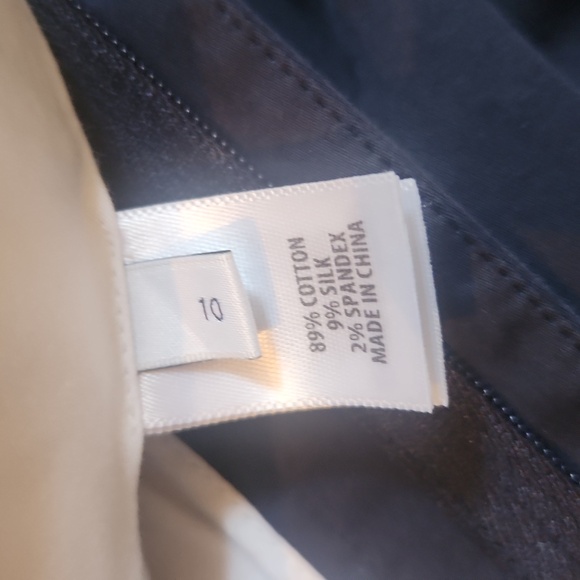 10
89% COTTON
9% SILK
2% SPANDEX
MADE IN CHINA